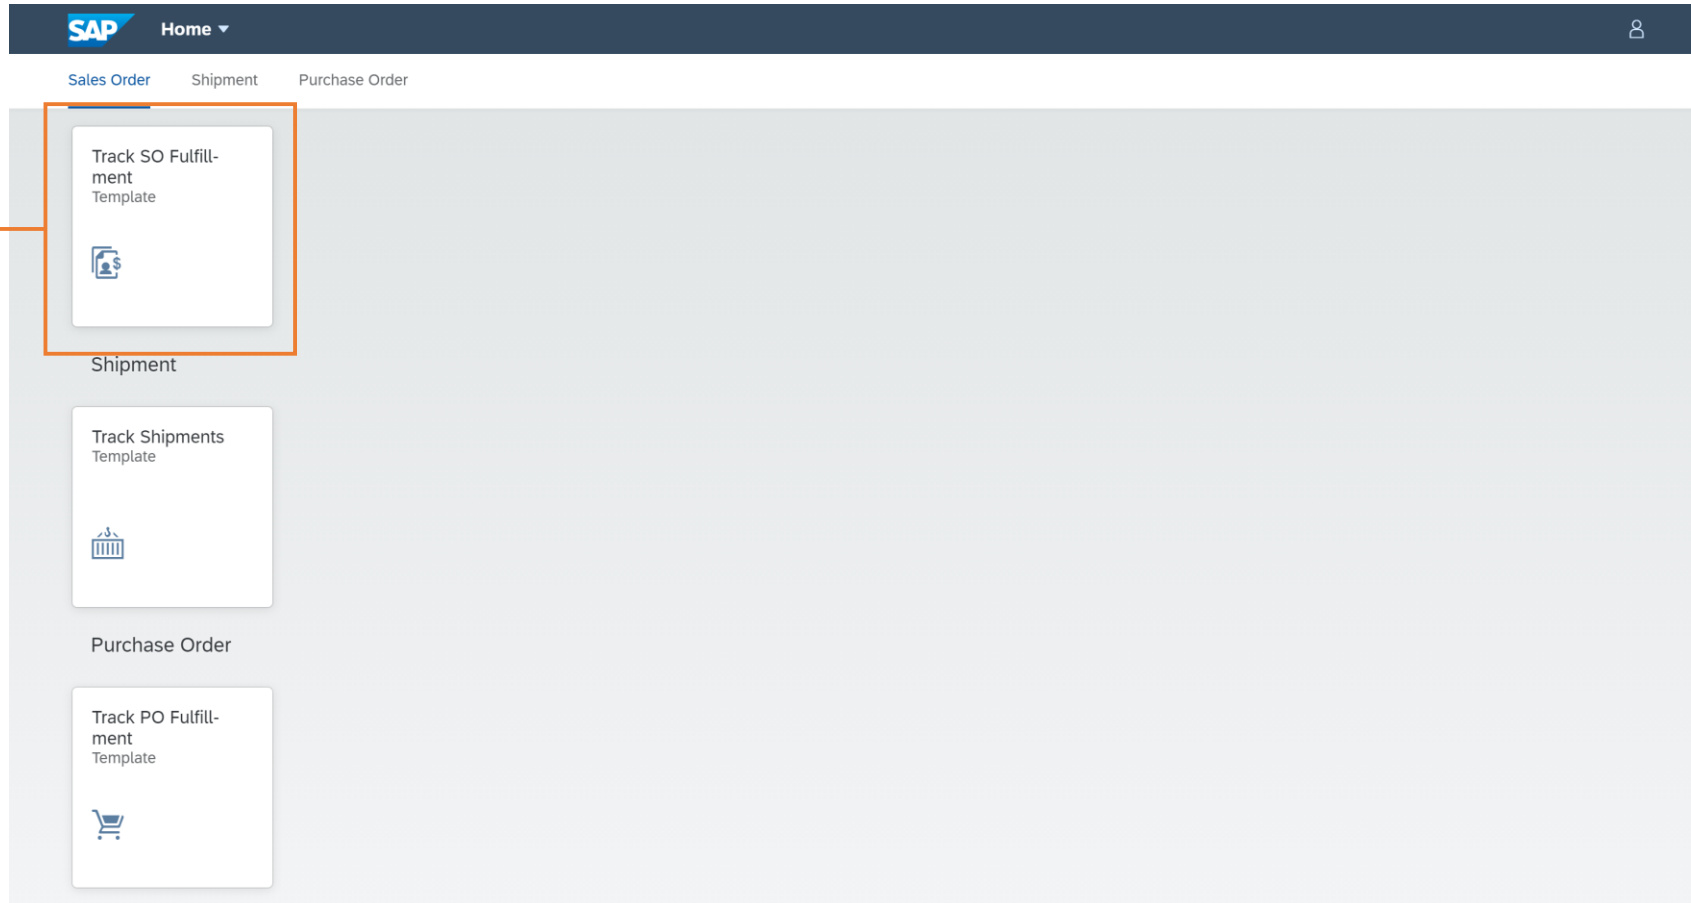 SAP Home
Sales Order Shipment Purchase Order
Track SO Fulfill-
ment
Template
$
Shipment
Track Shipments
Template
Purchase Order
Track PO Fulfill-
ment
Template